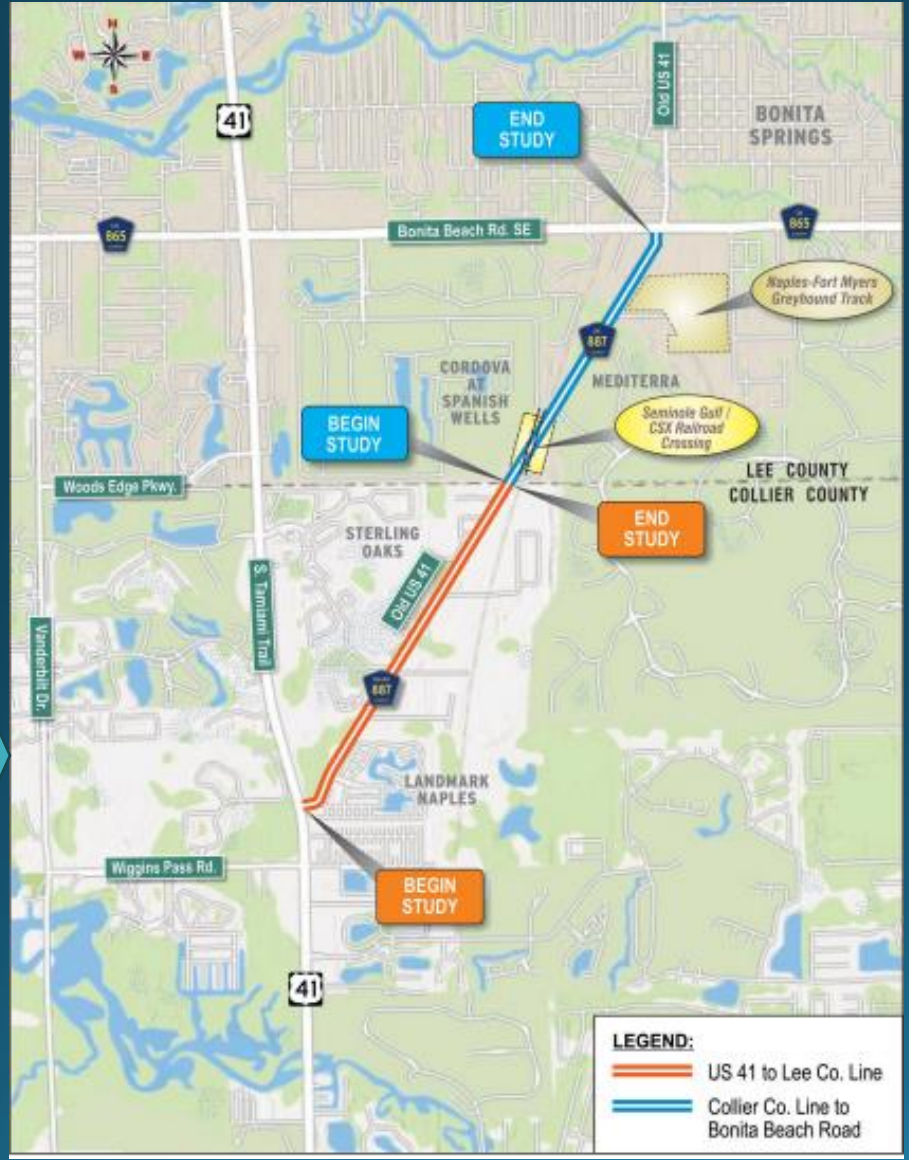 N
W
E
S
41
Old US 41
BONITA
SPRINGS
END
STUDY
865
Bonita Beach Rd. SE
865
Naples-Fort Myers
Greyhound Track
887
CORDOVA
AT
SPANISH
WELLS
MEDITERRA
BEGIN
STUDY
Seminole Gulf /
CSX Railroad
Crossing
LEE COUNTY
COLLIER COUNTY
Woods Edge Pkwy.
END
STUDY
STERLING
OAKS
Old US 41
S. Tamiami Trail
Vanderbilt Dr.
887
LANDMARK
NAPLES
Wiggins Pass Rd.
BEGIN
STUDY
41
LEGEND:
US 41 to Lee Co. Line
Collier Co. Line to
Bonita Beach Road